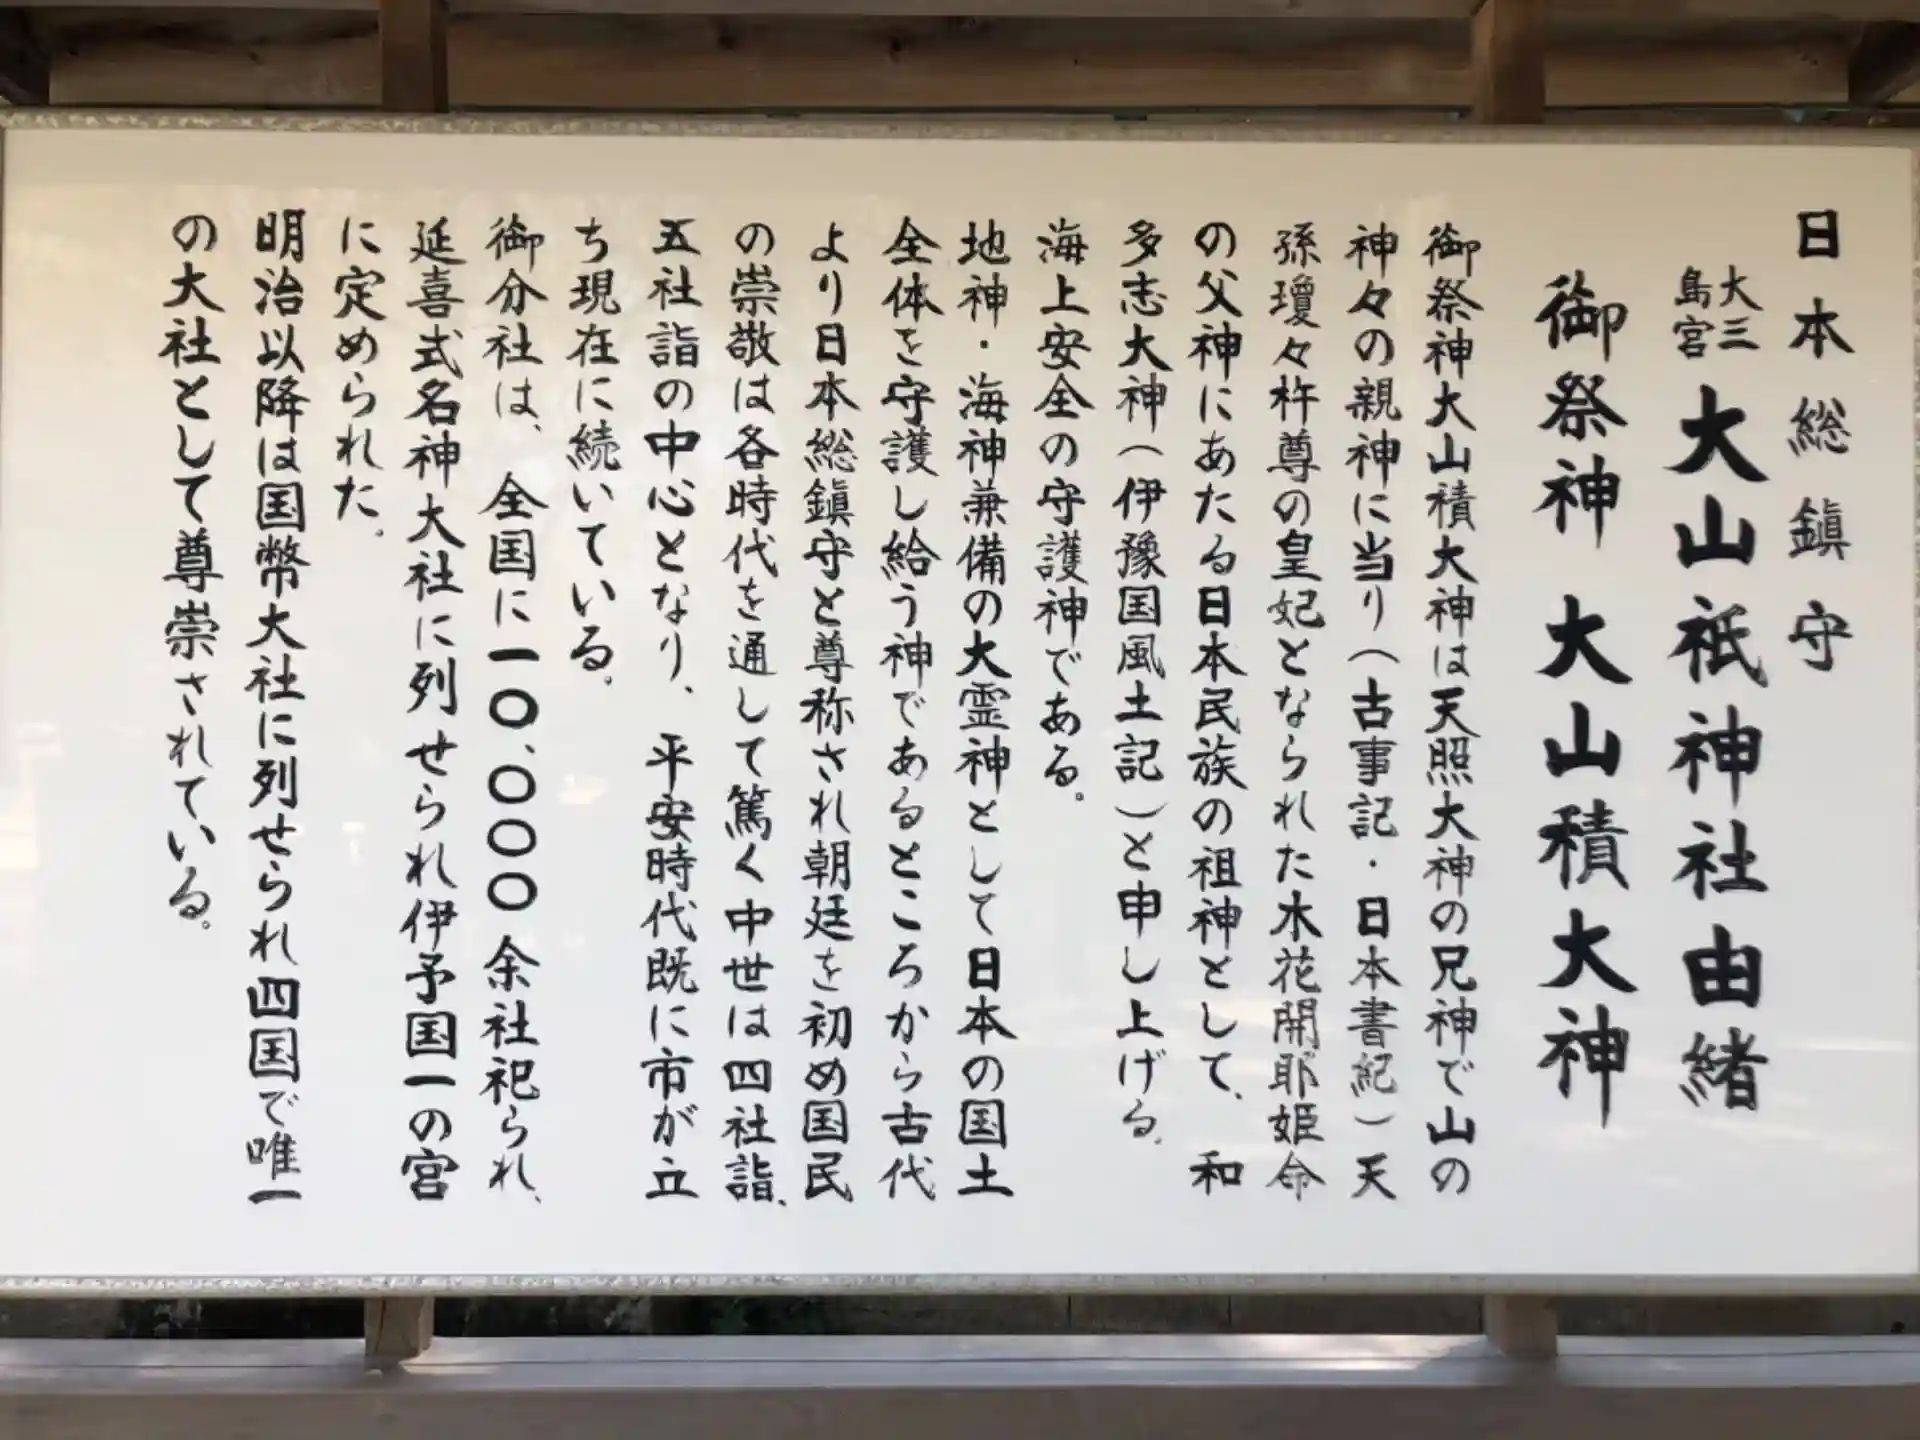 日本総鎮守
大三島宮 大山祇神社由緒
御祭神 大山積大神
御祭神大山積大神は天照大神の兄神で山の
神々の親神に当り（古事記・日本書紀）天
孫瓊々杵尊の皇妃となられた木花開耶姫命
の父神にあたる日本民族の祖神として、和
多志大神（伊豫国風土記）と申し上げる。
海上安全の守護神である。
地神・海神兼備の大霊神として日本の国土
全体を守護し給う神であるところから古代
より日本総鎮守と尊称され朝廷を初め国民
の崇敬は各時代を通して篤く中世は四社詣、
五社詣の中心となり、平安時代既に市が立
ち現在に続いている。
御分社は、全国に一〇、〇〇〇余社祀られ、
延喜式名神大社に列せられ伊予国一の宮
に定められた。
明治以降は国幣大社に列せられ四国で唯一
の大社として尊崇されている。